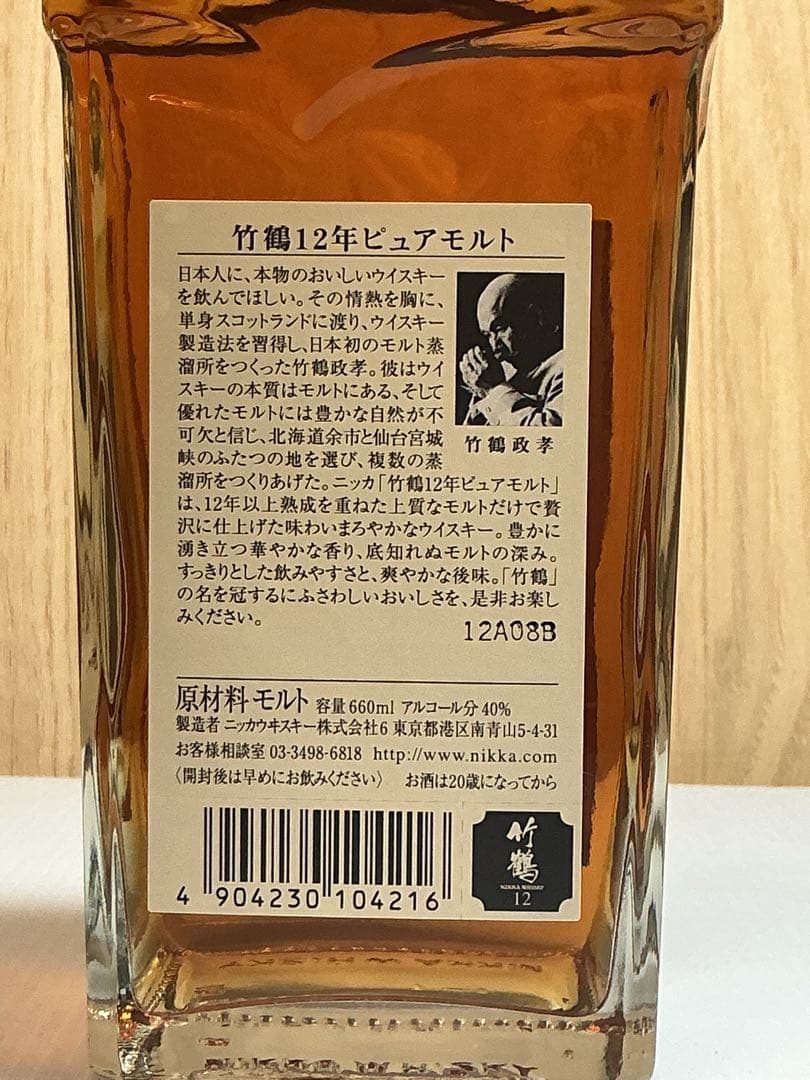 竹鶴12年ピュアモルト
日本人に、本物のおいしいウイスキー
を飲んでほしい。その情熱を胸に、
単身スコットランドに渡り、ウイスキー
製造法を習得し、日本初のモルト蒸
溜所をつくった竹鶴政孝。彼はウイ
スキーの本質はモルトにある、そして
優れたモルトには豊かな自然が不
可欠と信じ、北海道余市と仙台宮城
峡のふたつの地を選び、複数の蒸
溜所をつくりあげた。ニッカ「竹鶴12年ピュアモルト」
は、12年以上熟成を重ねた上質なモルトだけで贅
沢に仕上げた味わいまろやかなウイスキー。豊かに
湧き立つ華やかな香り、底知れぬモルトの深み。
すっきりとした飲みやすさと、爽やかな後味。「竹鶴」
の名を冠するにふさわしいおいしさを、是非お楽し
みください。
竹鶴政孝
12A08B
原材料 モルト 容量 660ml アルコール分 40%
製造者 ニッカウヰスキー株式会社6 東京都港区南青山5-4-31
お客様相談室 03-3498-6818 http://www.nikka.com
〈開封後は早めにお飲みください〉 お酒は20歳になってから
4 904230 104216
竹鶴
NIKKA WHISKY
12